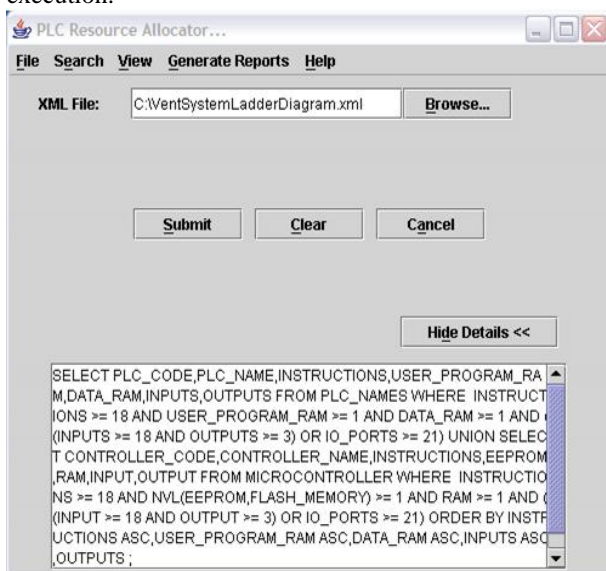 execution.
PLC Resource Allocator...
File Search View Generate Reports Help
XML File: C:\VentSystemLadderDiagram.xml Browse...
Submit Clear Cancel
Hide Details <<
SELECT PLC_CODE,PLC_NAME,INSTRUCTIONS,USER_PROGRAM_RA
M,DATA_RAM,INPUTS,OUTPUTS FROM PLC_NAMES WHERE INSTRUCT
IONS >= 18 AND USER_PROGRAM_RAM >= 1 AND DATA_RAM >= 1 AND (
(INPUTS >= 18 AND OUTPUTS >= 3) OR IO_PORTS >= 21) UNION SELEC
T CONTROLLER_CODE,CONTROLLER_NAME,INSTRUCTIONS,EEPROM
,RAM,INPUT,OUTPUT FROM MICROCONTROLLER WHERE INSTRUCTIO
NS >= 18 AND NVL(EEPROM,FLASH_MEMORY) >= 1 AND RAM >= 1 AND (
(INPUT >= 18 AND OUTPUT >= 3) OR IO_PORTS >= 21) ORDER BY INSTR
UCTIONS ASC,USER_PROGRAM_RAM ASC,DATA_RAM ASC,INPUTS ASC
,OUTPUTS ;